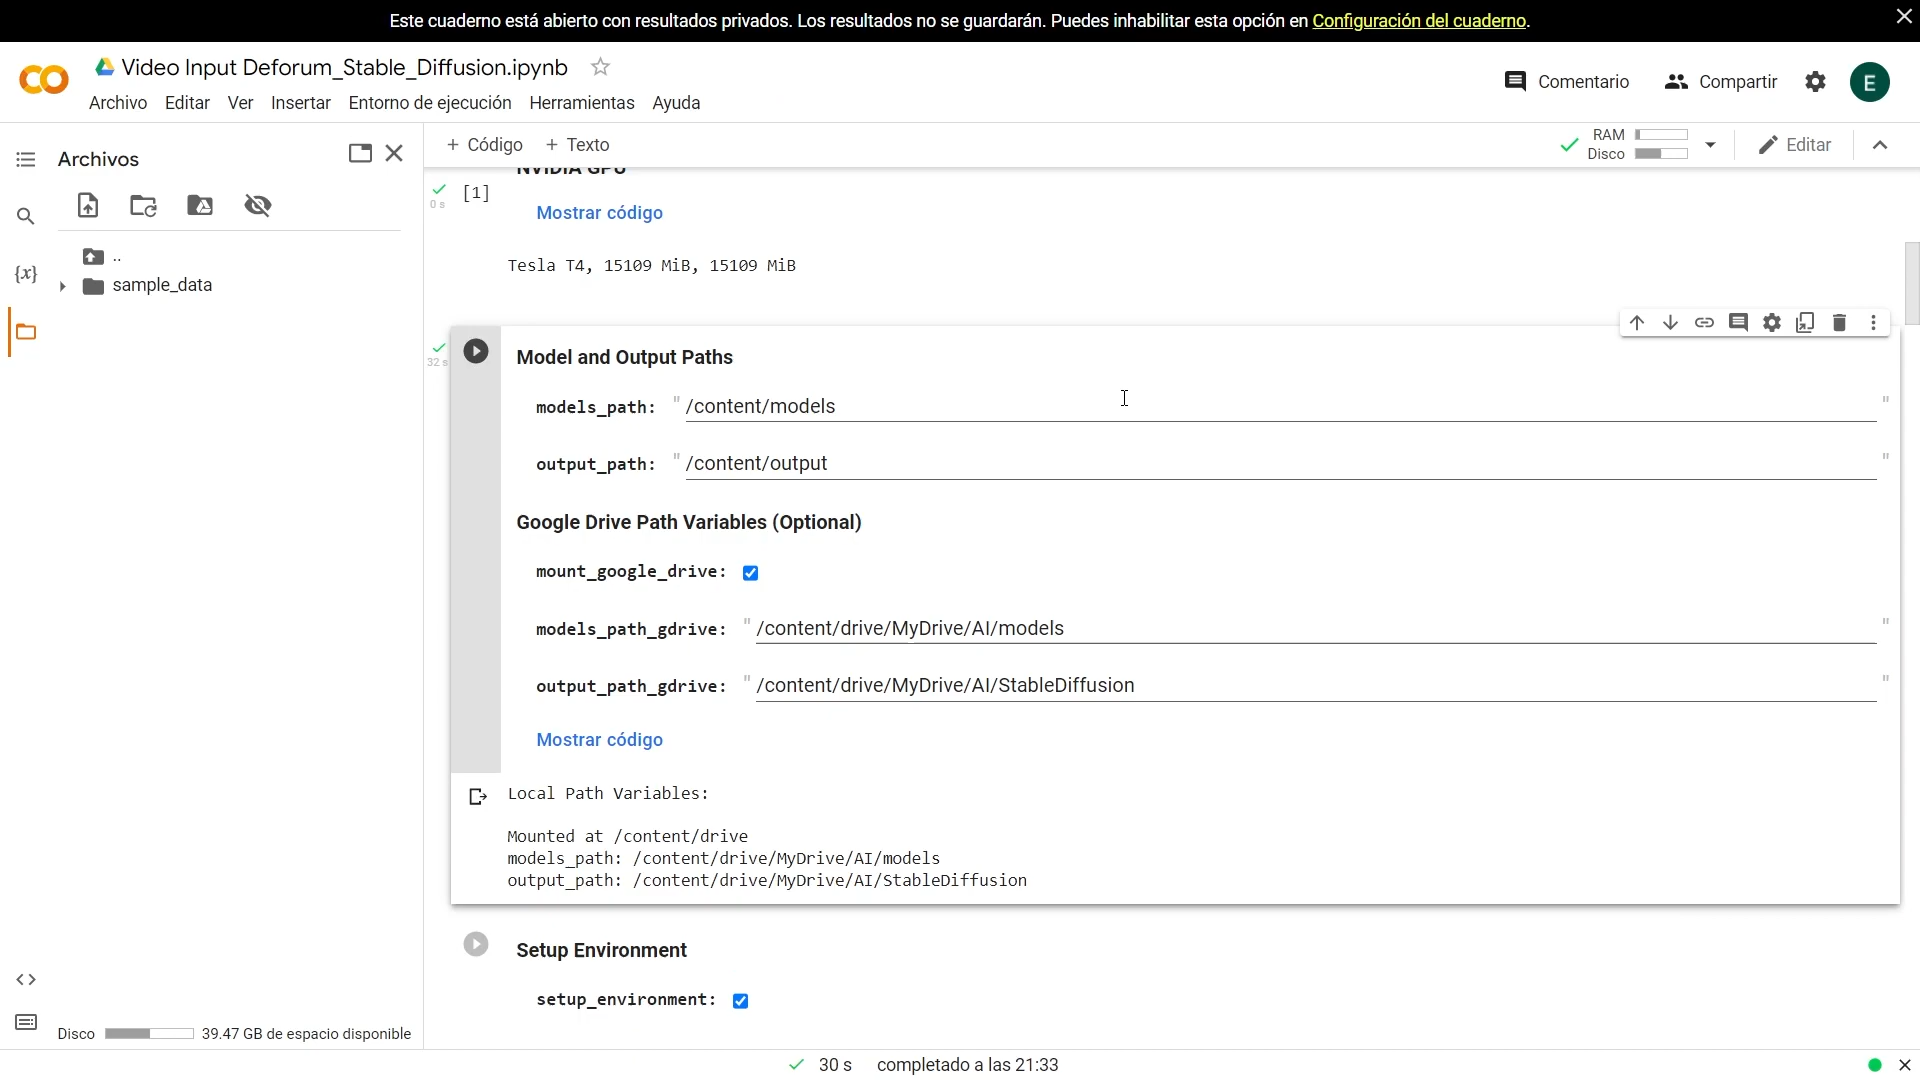 Este cuaderno está abierto con resultados privados. Los resultados no se guardarán. Puedes inhabilitar esta opción en Configuración del cuaderno.
Video Input Deforum_Stable_Diffusion.ipynb
Archivo Editar Ver Insertar Entorno de ejecución Herramientas Ayuda
Comentario
Compartir
E
Archivos
+ Código + Texto
RAM
Disco
Editar
..
sample_data
NVIDIA GPU
0 s
[1]
Mostrar código
Tesla T4, 15109 MiB, 15109 MiB
32 s
Model and Output Paths
models_path: "/content/models"
output_path: "/content/output"
Google Drive Path Variables (Optional)
mount_google_drive:
models_path_gdrive: "/content/drive/MyDrive/AI/models"
output_path_gdrive: "/content/drive/MyDrive/AI/StableDiffusion"
Mostrar código
Local Path Variables:
Mounted at /content/drive
models_path: /content/drive/MyDrive/AI/models
output_path: /content/drive/MyDrive/AI/StableDiffusion
Setup Environment
setup_environment:
Disco 39.47 GB de espacio disponible
30 s completado a las 21:33